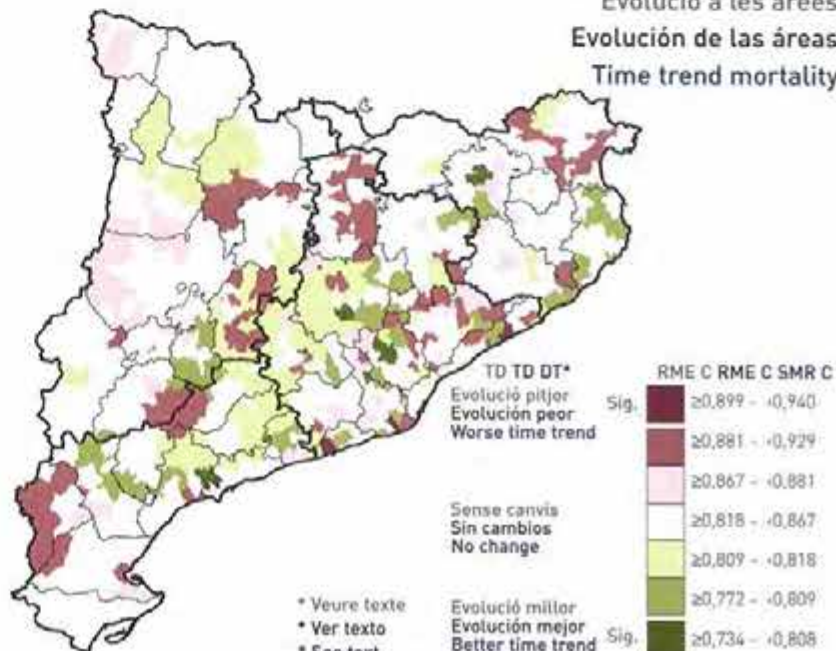 Evolució a les àrees
Evolución de las áreas
Time trend mortality
TD TD DT*
Evolució pitjor
Evolución peor
Worse time trend
Sense canvis
Sin cambios
No change
Evolució millor
Evolución mejor
Better time trend
RME C RME C SMR C
Sig.
≥0,899 - <0,940
≥0,881 - <0,929
≥0,867 - <0,881
≥0,818 - <0,867
≥0,809 - <0,818
≥0,772 - <0,809
Sig.
≥0,734 - <0,808
* Veure texte
* Ver texto
* See text